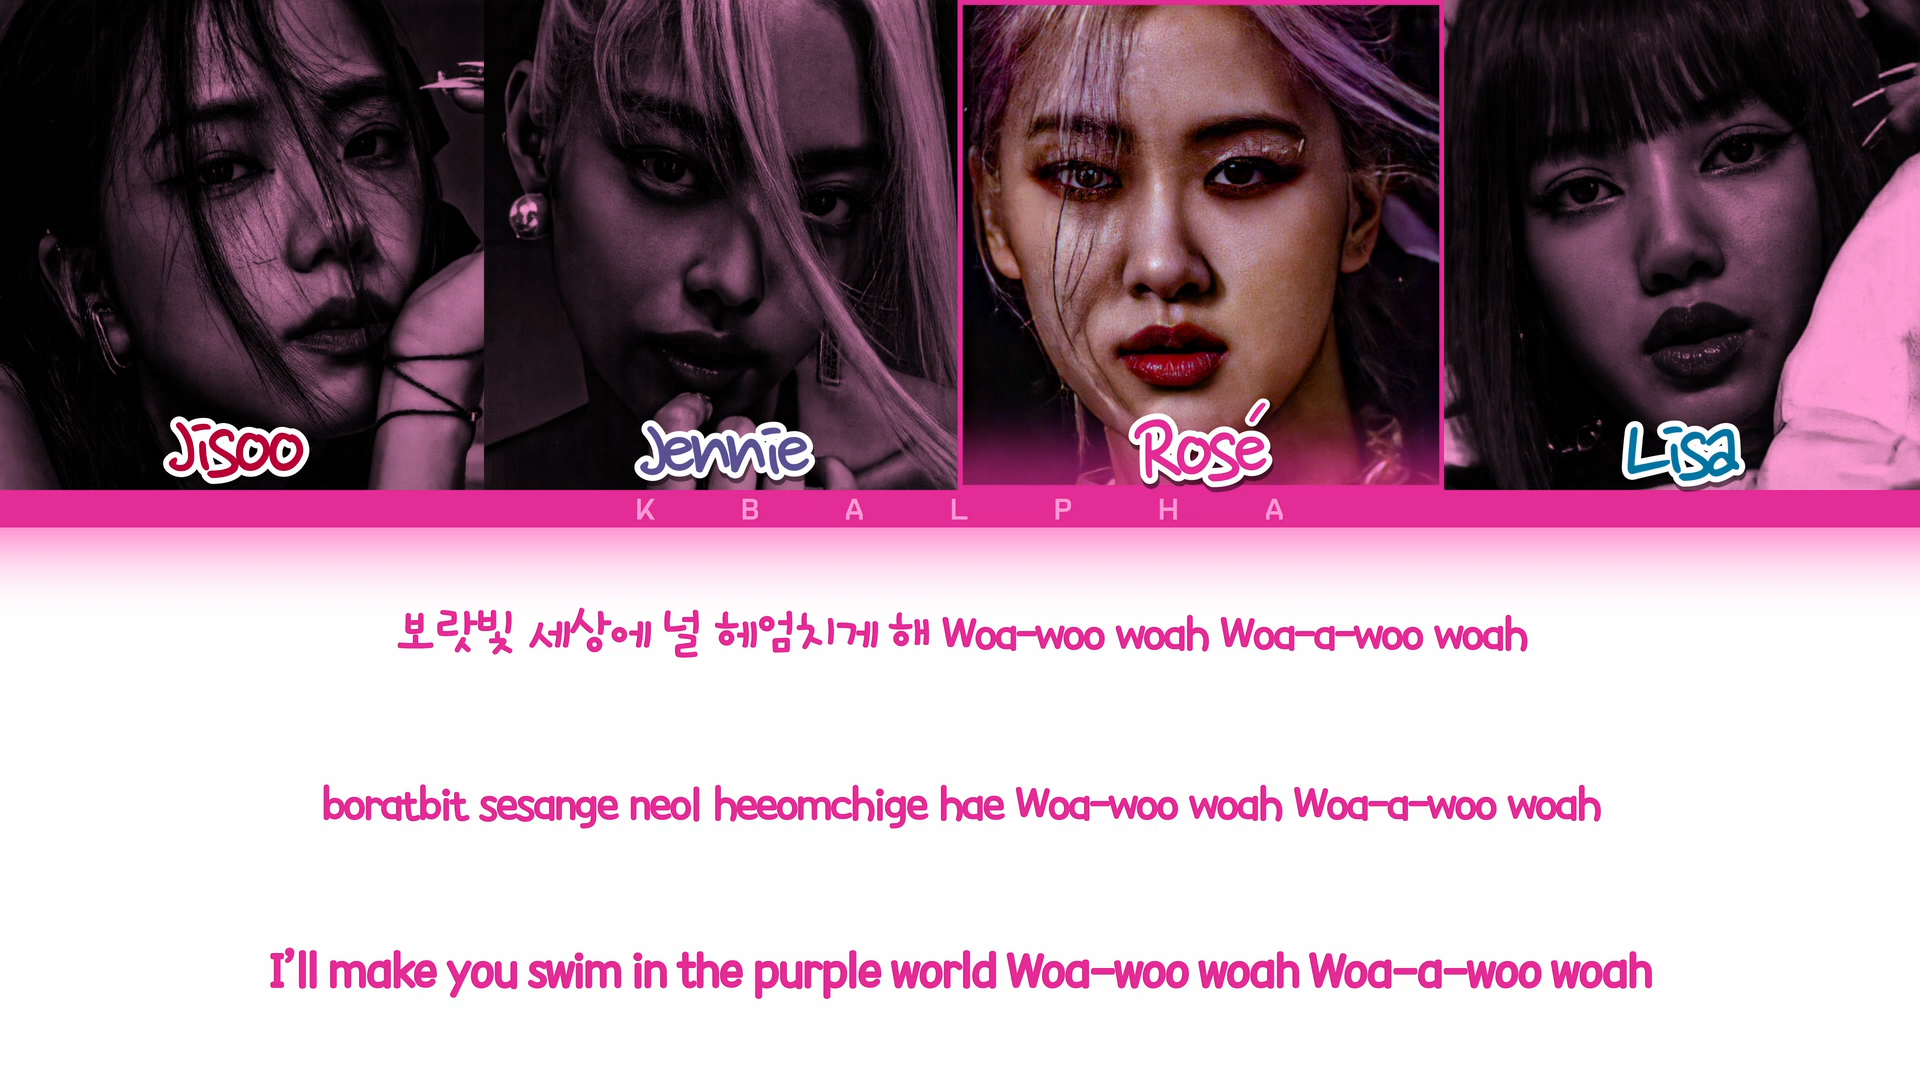 Jisoo
Jennie
Rosé
Lisa
KBALPHA
보랏빛 세상에 널 헤엄치게 해 Woa-woo woah Woa-a-woo woah
boratbit sesange neol heeomchige hae Woa-woo woah Woa-a-woo woah
I'll make you swim in the purple world Woa-woo woah Woa-a-woo woah